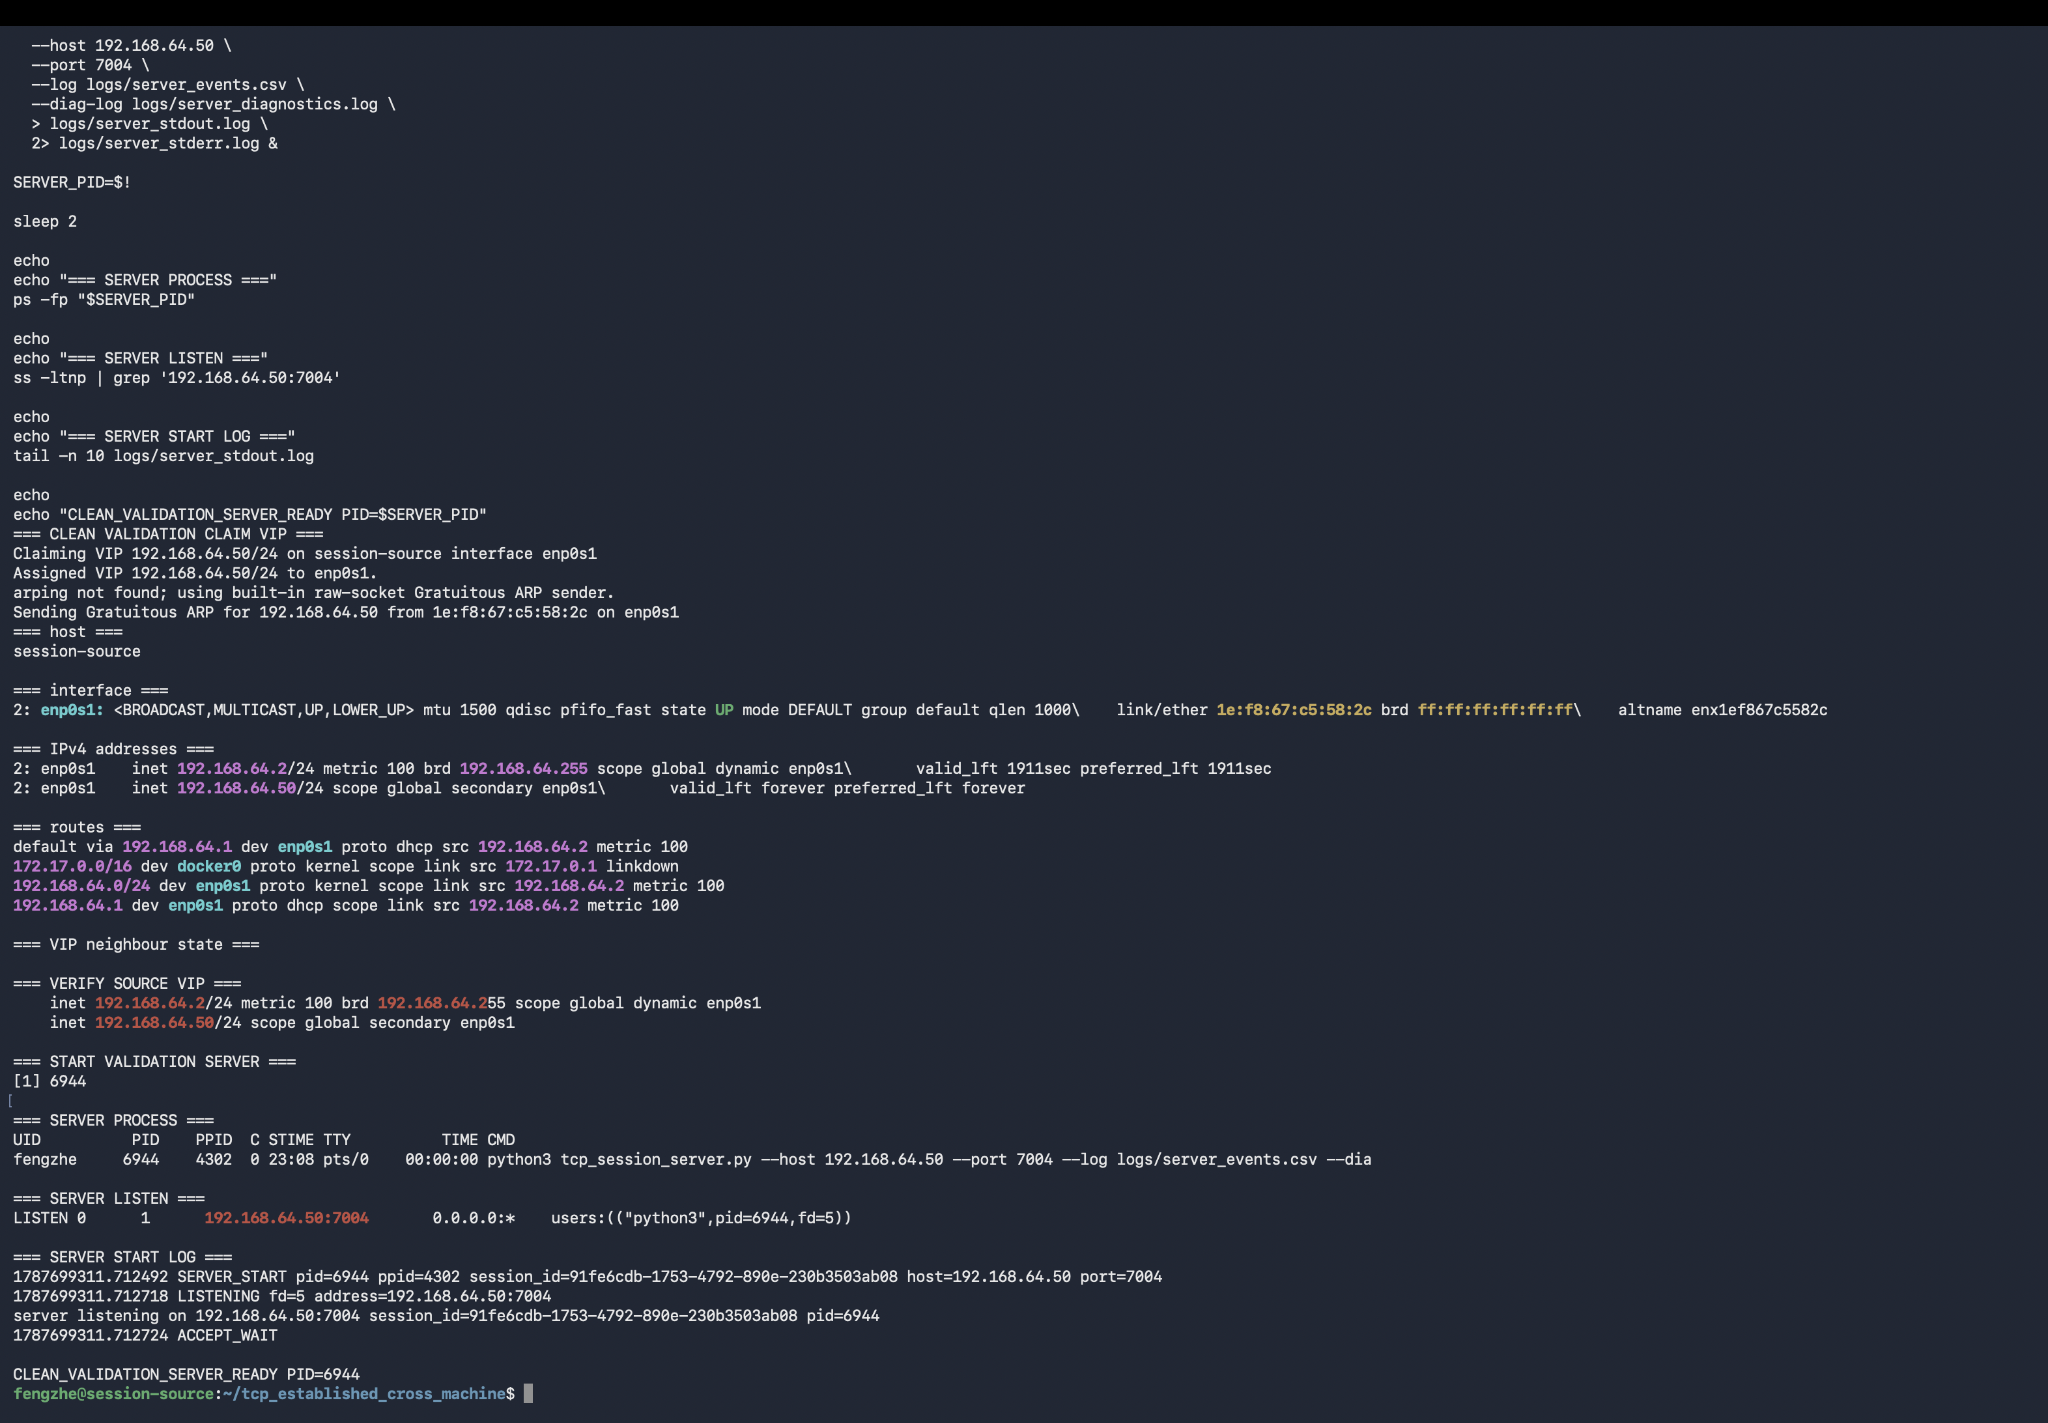 --host 192.168.64.50 \
  --port 7004 \
  --log logs/server_events.csv \
  --diag-log logs/server_diagnostics.log \
  > logs/server_stdout.log \
  2> logs/server_stderr.log &

SERVER_PID=$!

sleep 2

echo
echo "=== SERVER PROCESS ==="
ps -fp "$SERVER_PID"

echo
echo "=== SERVER LISTEN ==="
ss -ltnp | grep '192.168.64.50:7004'

echo
echo "=== SERVER START LOG ==="
tail -n 10 logs/server_stdout.log

echo
echo "CLEAN_VALIDATION_SERVER_READY PID=$SERVER_PID"
=== CLEAN VALIDATION CLAIM VIP ===
Claiming VIP 192.168.64.50/24 on session-source interface enp0s1
Assigned VIP 192.168.64.50/24 to enp0s1.
arping not found; using built-in raw-socket Gratuitous ARP sender.
Sending Gratuitous ARP for 192.168.64.50 from 1e:f8:67:c5:58:2c on enp0s1
=== host ===
session-source

=== interface ===
2: enp0s1: <BROADCAST,MULTICAST,UP,LOWER_UP> mtu 1500 qdisc pfifo_fast state UP mode DEFAULT group default qlen 1000\    link/ether 1e:f8:67:c5:58:2c brd ff:ff:ff:ff:ff:ff\    altname enx1ef867c5582c

=== IPv4 addresses ===
2: enp0s1    inet 192.168.64.2/24 metric 100 brd 192.168.64.255 scope global dynamic enp0s1\       valid_lft 1911sec preferred_lft 1911sec
2: enp0s1    inet 192.168.64.50/24 scope global secondary enp0s1\       valid_lft forever preferred_lft forever

=== routes ===
default via 192.168.64.1 dev enp0s1 proto dhcp src 192.168.64.2 metric 100
172.17.0.0/16 dev docker0 proto kernel scope link src 172.17.0.1 linkdown
192.168.64.0/24 dev enp0s1 proto kernel scope link src 192.168.64.2 metric 100
192.168.64.1 dev enp0s1 proto dhcp scope link src 192.168.64.2 metric 100

=== VIP neighbour state ===

=== VERIFY SOURCE VIP ===
    inet 192.168.64.2/24 metric 100 brd 192.168.64.255 scope global dynamic enp0s1
    inet 192.168.64.50/24 scope global secondary enp0s1

=== START VALIDATION SERVER ===
[1] 6944
[
=== SERVER PROCESS ===
UID          PID    PPID  C STIME TTY          TIME CMD
fengzhe     6944    4302  0 23:08 pts/0    00:00:00 python3 tcp_session_server.py --host 192.168.64.50 --port 7004 --log logs/server_events.csv --dia

=== SERVER LISTEN ===
LISTEN 0      1      192.168.64.50:7004       0.0.0.0:*    users:(("python3",pid=6944,fd=5))

=== SERVER START LOG ===
1787699311.712492 SERVER_START pid=6944 ppid=4302 session_id=91fe6cdb-1753-4792-890e-230b3503ab08 host=192.168.64.50 port=7004
1787699311.712718 LISTENING fd=5 address=192.168.64.50:7004
server listening on 192.168.64.50:7004 session_id=91fe6cdb-1753-4792-890e-230b3503ab08 pid=6944
1787699311.712724 ACCEPT_WAIT

CLEAN_VALIDATION_SERVER_READY PID=6944
fengzhe@session-source:~/tcp_established_cross_machine$